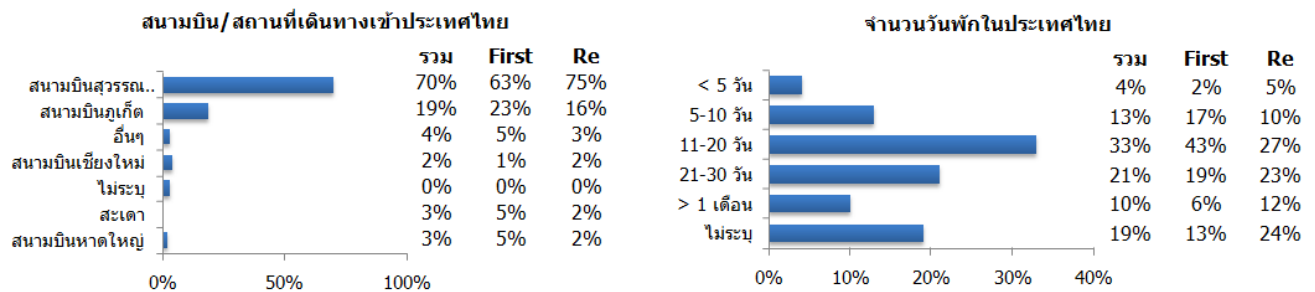 สนามบิน/สถานที่เดินทางเข้าประเทศไทย
รวม First Re
สนามบินสุวรรณ.. 70% 63% 75%
สนามบินภูเก็ต 19% 23% 16%
อื่นๆ 4% 5% 3%
สนามบินเชียงใหม่ 2% 1% 2%
ไม่ระบุ 0% 0% 0%
สะเดา 3% 5% 2%
สนามบินหาดใหญ่ 3% 5% 2%
0% 50% 100%
จำนวนวันพักในประเทศไทย
รวม First Re
< 5 วัน 4% 2% 5%
5-10 วัน 13% 17% 10%
11-20 วัน 33% 43% 27%
21-30 วัน 21% 19% 23%
> 1 เดือน 10% 6% 12%
ไม่ระบุ 19% 13% 24%
0% 10% 20% 30% 40%